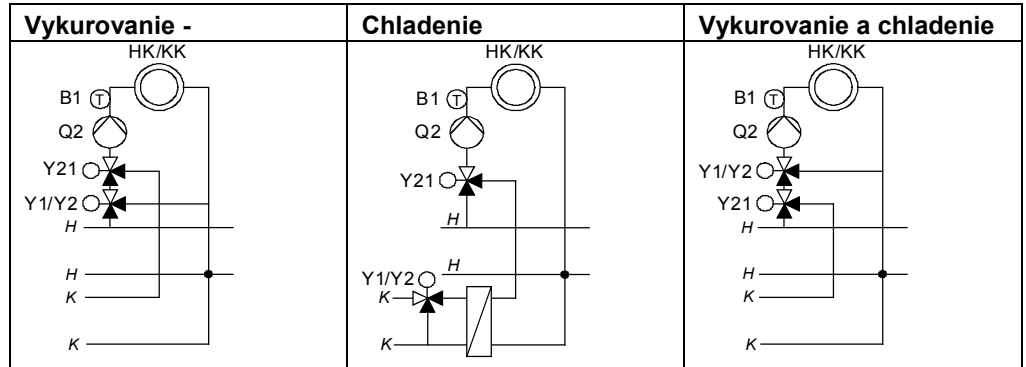 Vykurovanie -
HK/KK
B1 T
Q2
Y21
Y1/Y2
H
H
K
K
Chladenie
HK/KK
B1 T
Q2
Y21
H
H
Y1/Y2
K
K
Vykurovanie a chladenie
HK/KK
B1 T
Q2
Y1/Y2
Y21
H
H
K
K